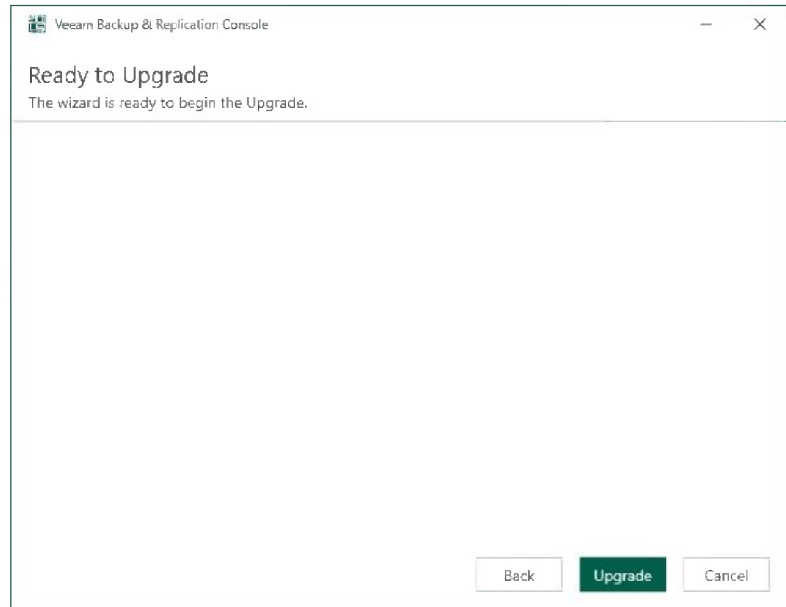 Veeam Backup & Replication Console
Ready to Upgrade
The wizard is ready to begin the Upgrade.
Back
Upgrade
Cancel